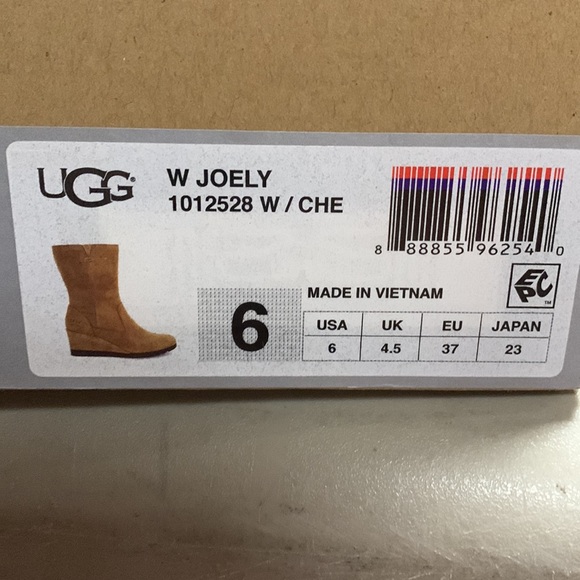 UGG®
W JOELY
1012528 W / CHE
8 88855 96254 0
EPC™
MADE IN VIETNAM
6
USA UK EU JAPAN
6 4.5 37 23